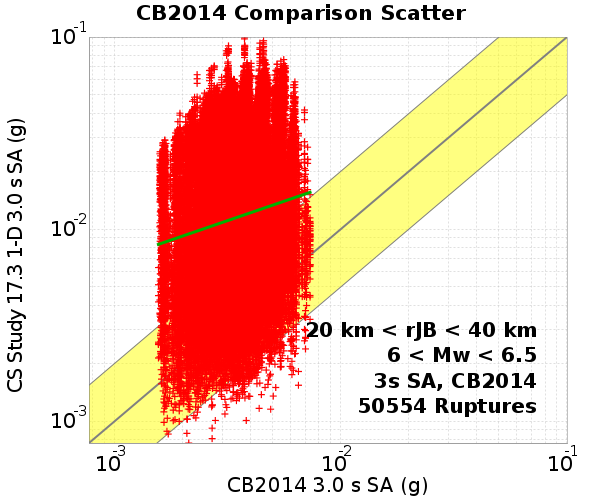 CB2014 Comparison Scatter
CS Study 17.3 1-D 3.0 s SA (g)
10-1
10-2
10-3
20 km < rJB < 40 km
6 < Mw < 6.5
3s SA, CB2014
50554 Ruptures
10-3 10-2 10-1
CB2014 3.0 s SA (g)